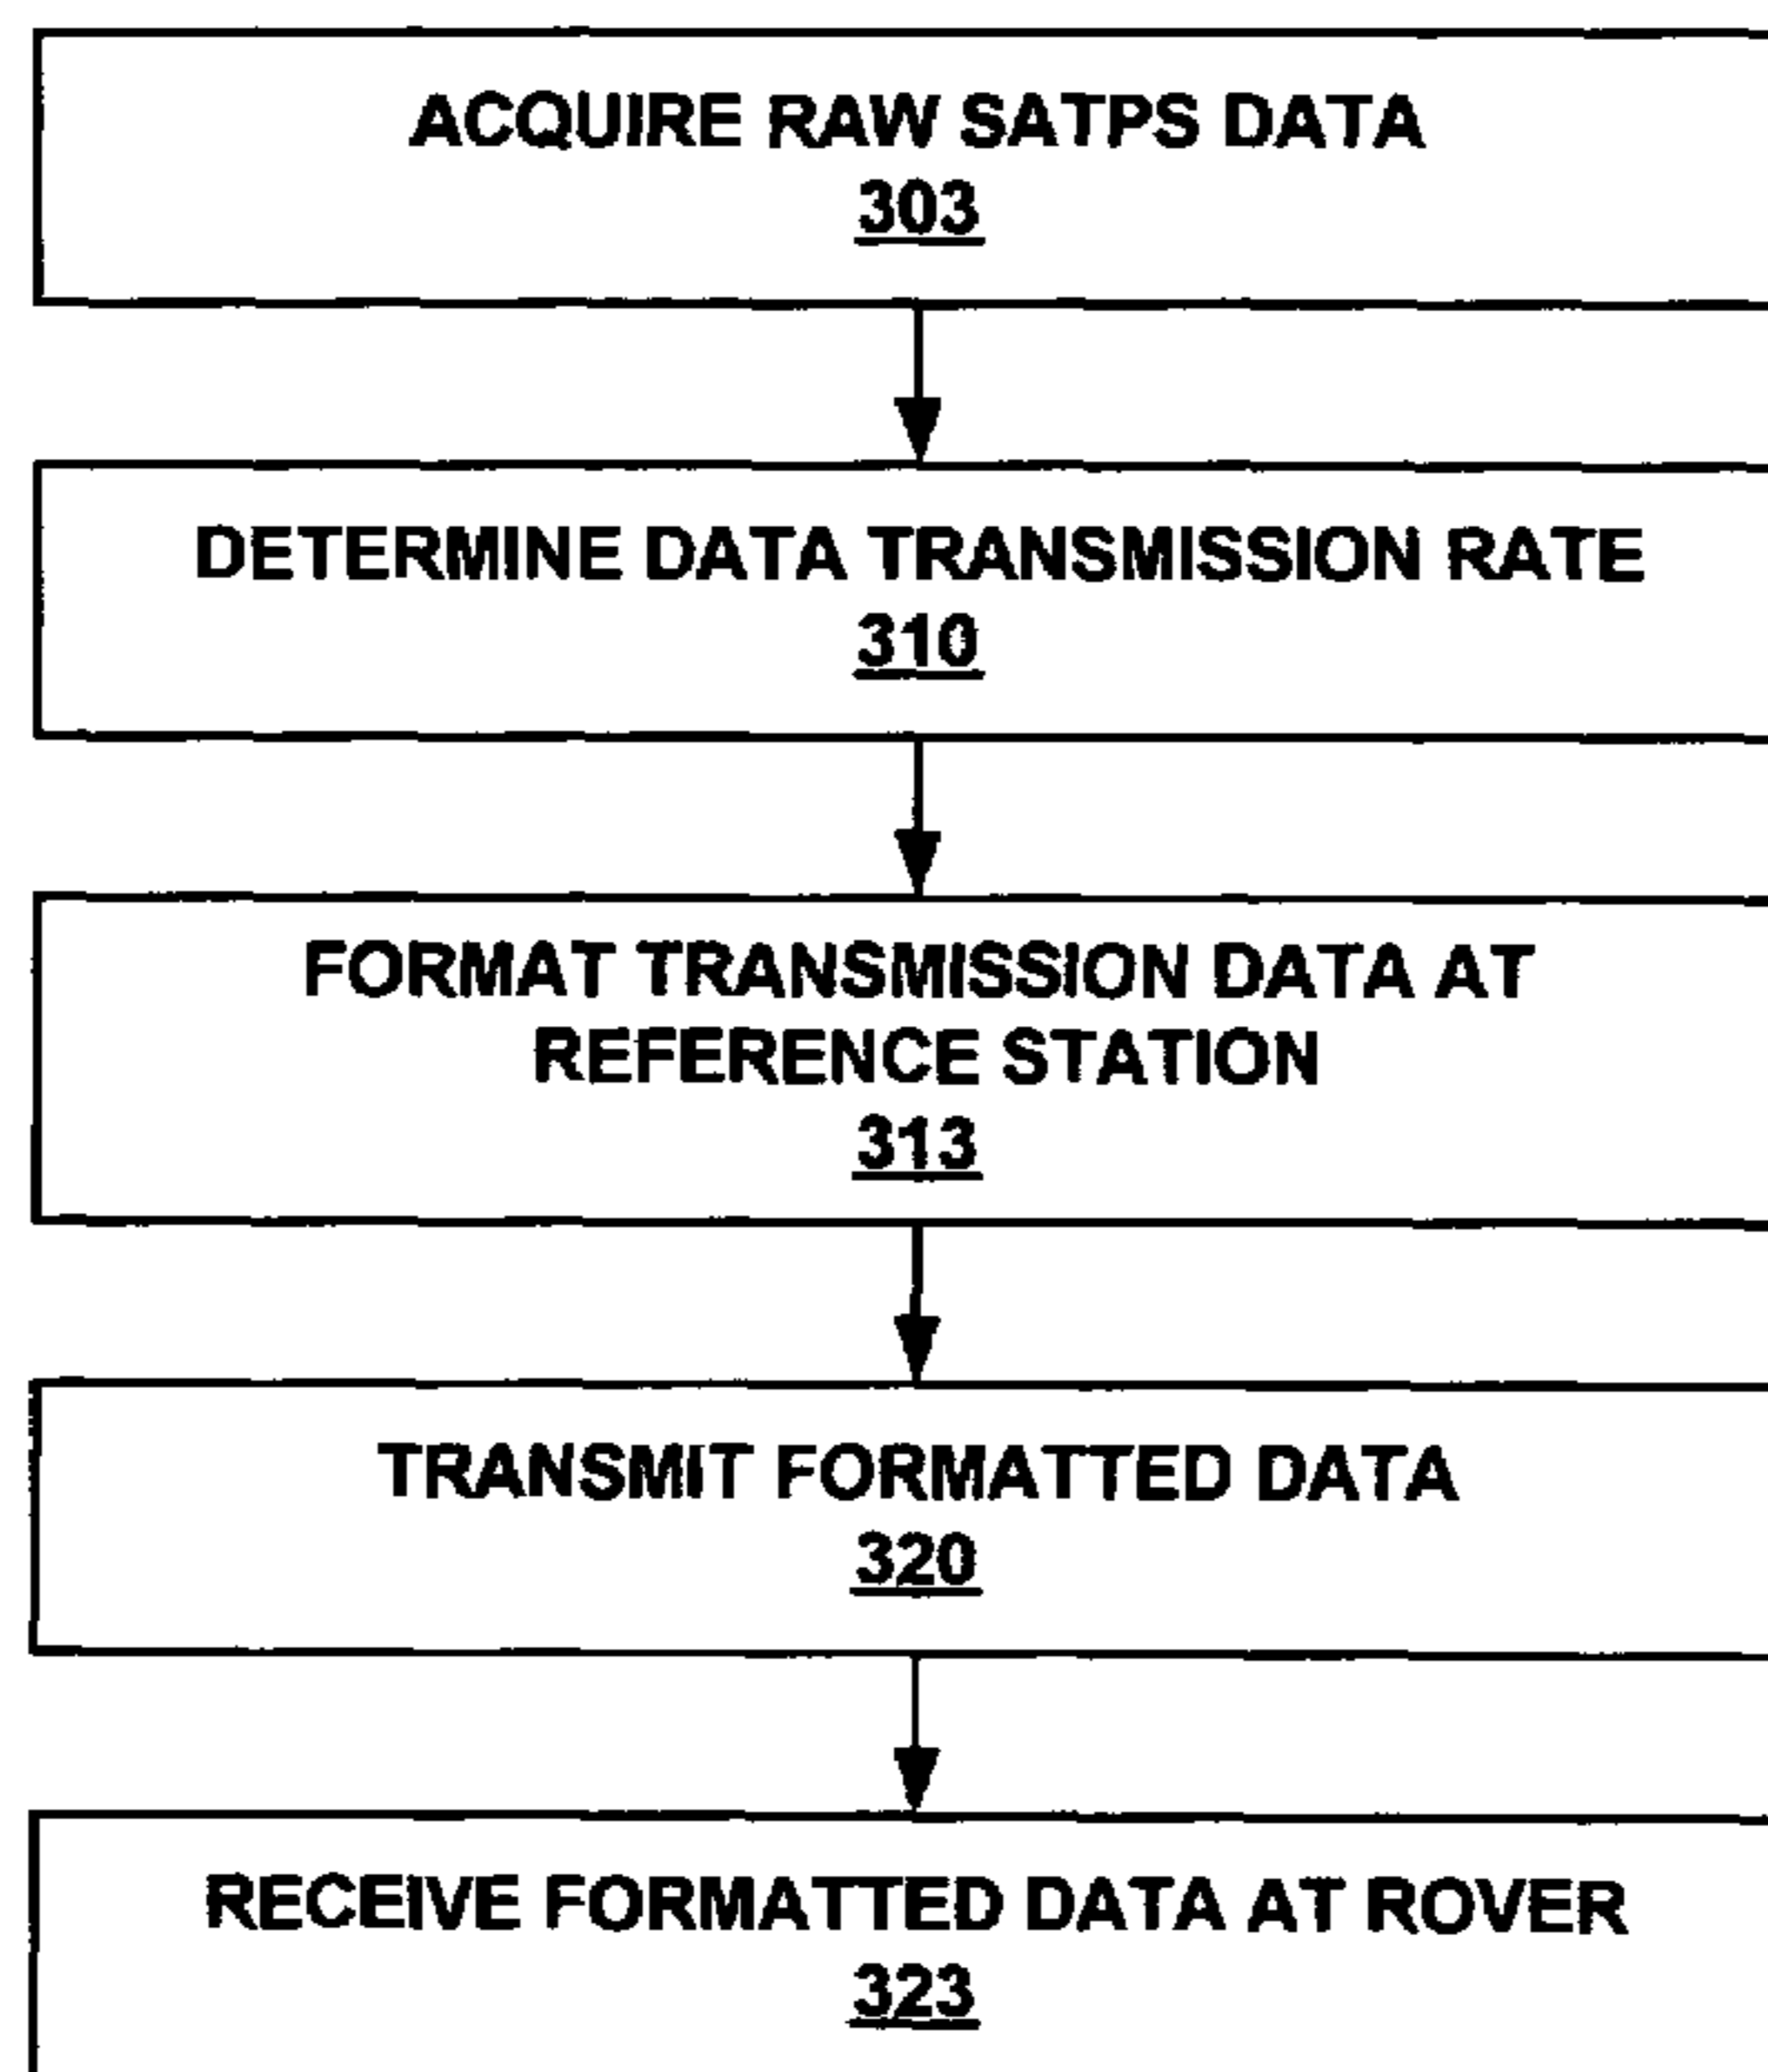 ACQUIRE RAW SATPS DATA
303
DETERMINE DATA TRANSMISSION RATE
310
FORMAT TRANSMISSION DATA AT
REFERENCE STATION
313
TRANSMIT FORMATTED DATA
320
RECEIVE FORMATTED DATA AT ROVER
323